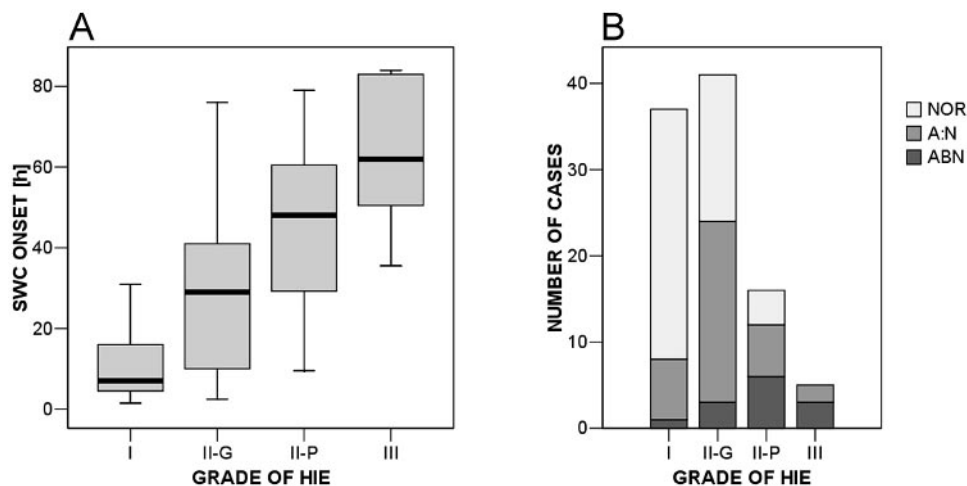 A
B
SWC ONSET [h]
80
60
40
20
0
I II-G II-P III
GRADE OF HIE
NUMBER OF CASES
40
30
20
10
0
I II-G II-P III
GRADE OF HIE
NOR
A:N
ABN